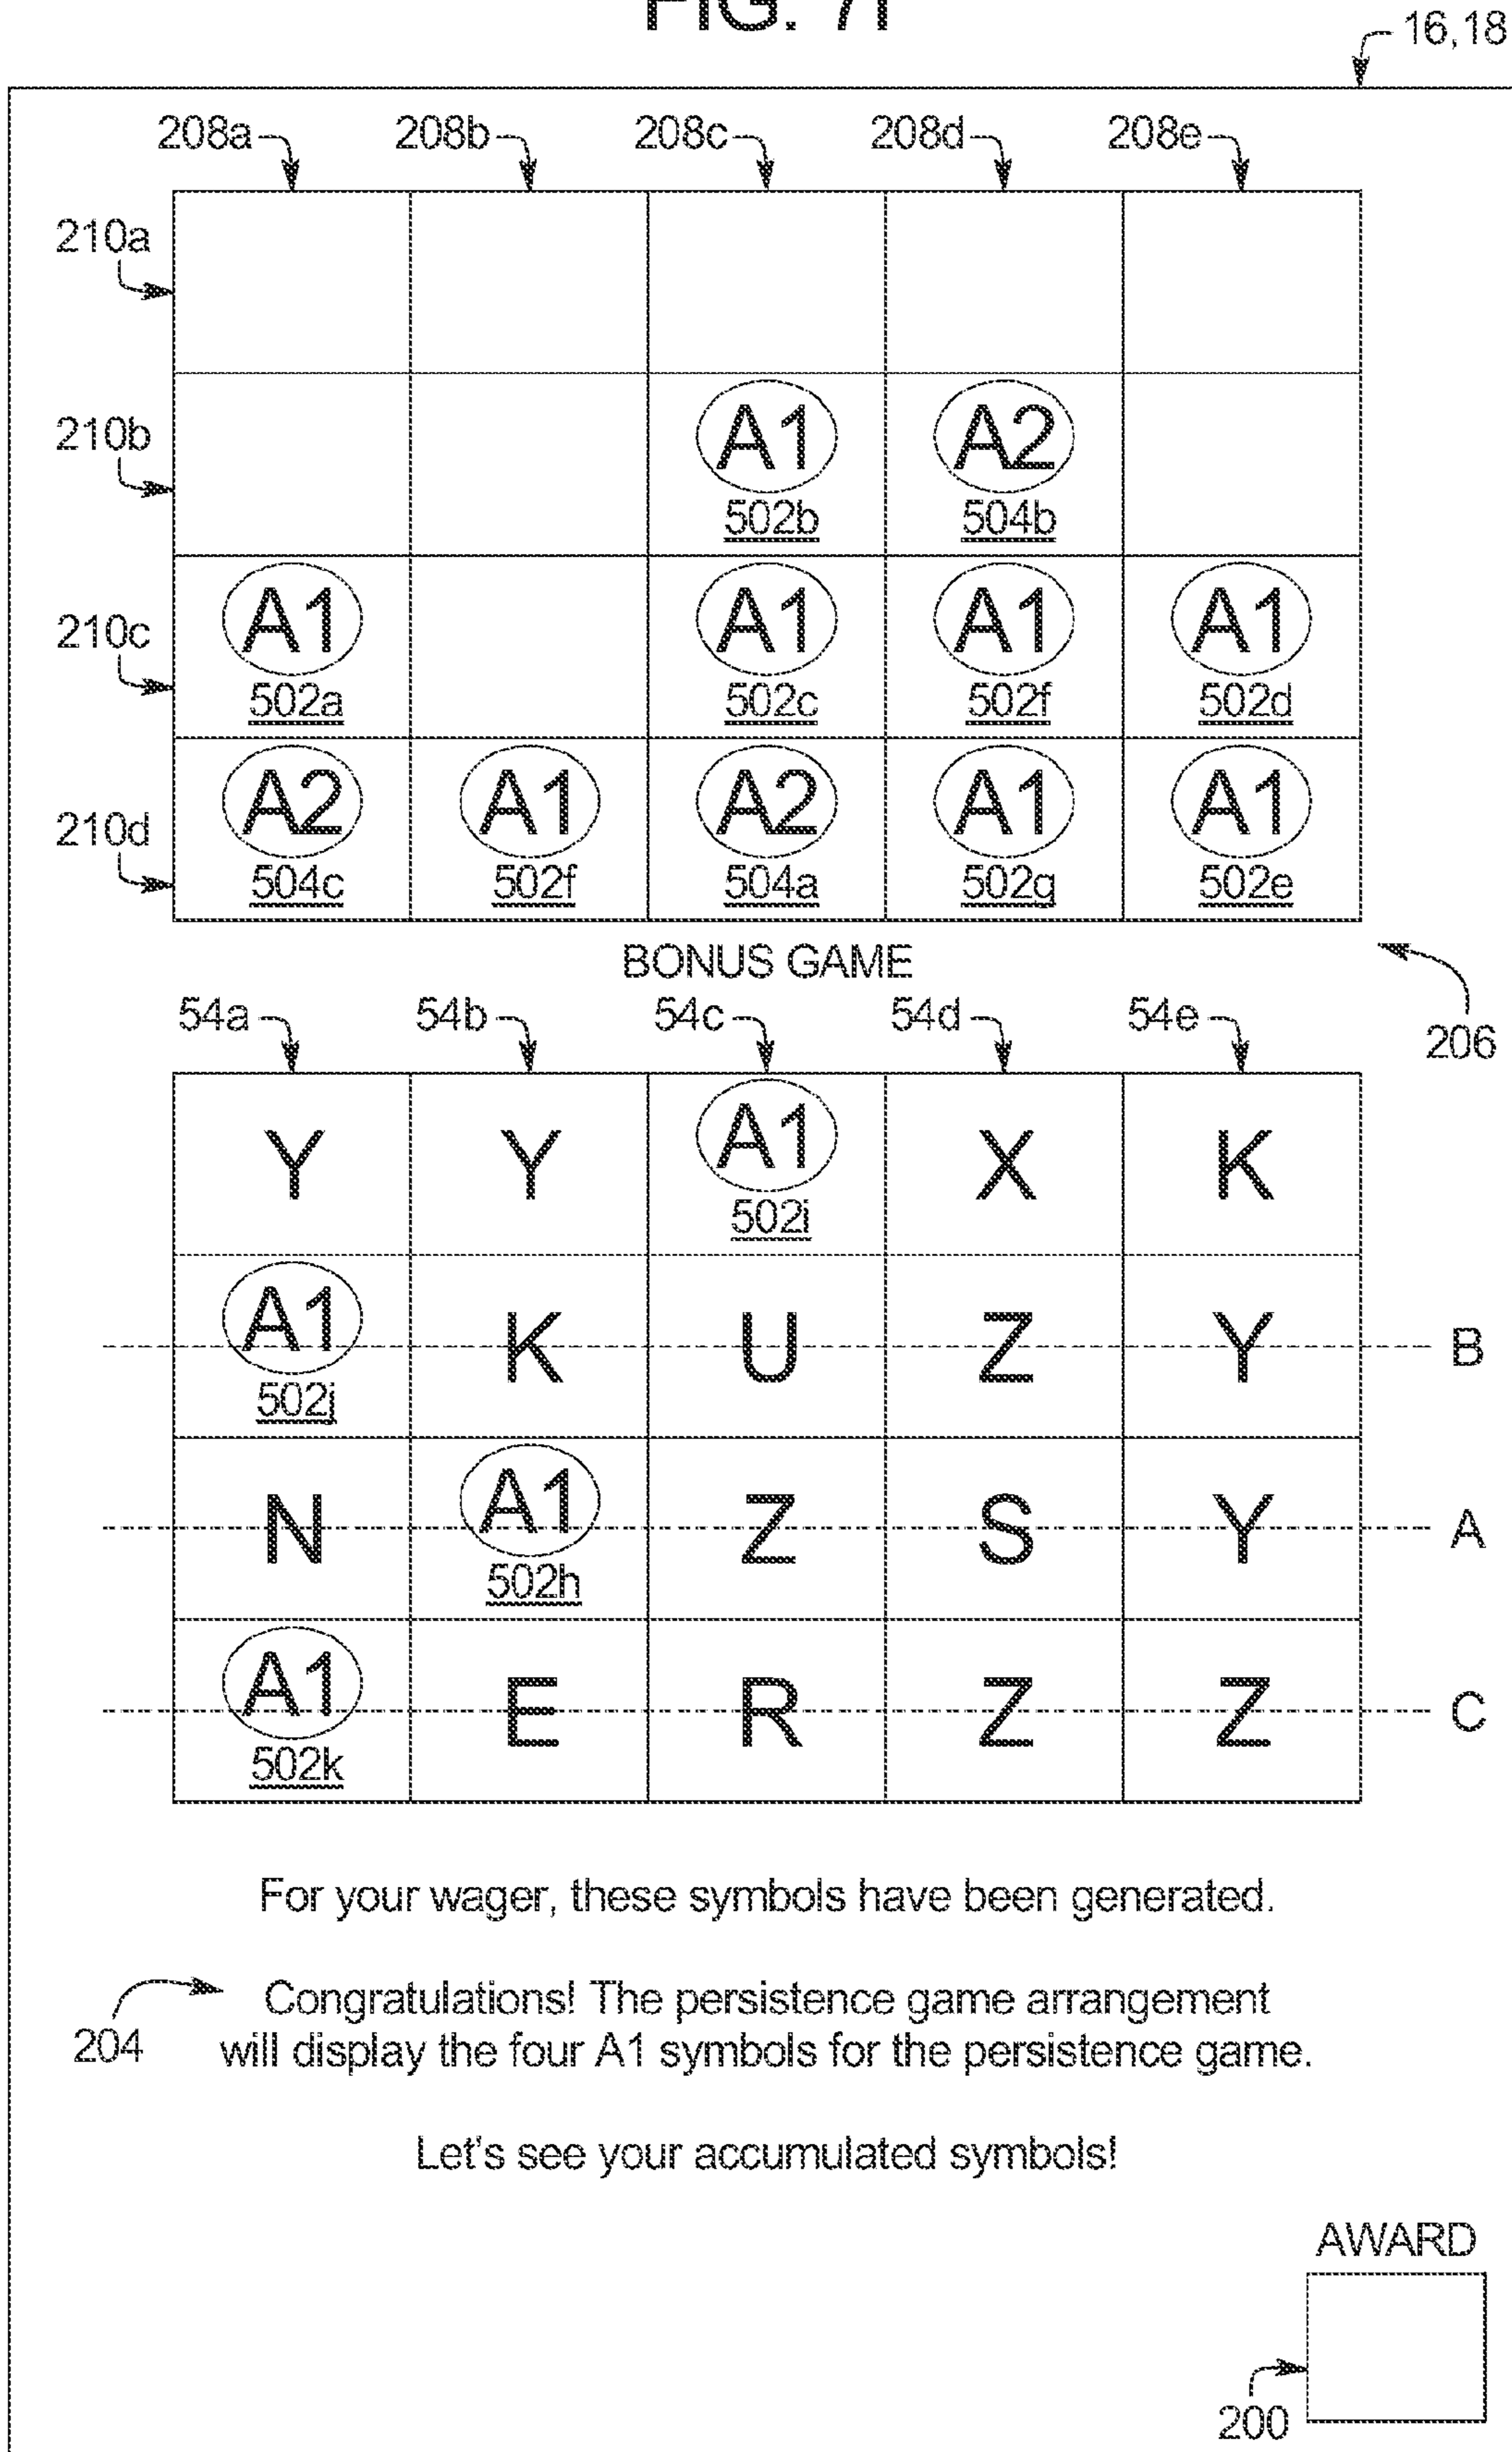 16,18
208a 208b 208c 208d 208e
210a
210b
A1 A2
502b 504b
210c
A1 A1 A1 A1
502a 502c 502f 502d
210d
A2 A1 A2 A1 A1
504c 502f 504a 502g 502e
BONUS GAME
206
54a 54b 54c 54d 54e
Y Y A1 X K
502i
A1 K U Z Y B
502j
N A1 Z S Y A
502h
A1 E R Z Z C
502k
For your wager, these symbols have been generated.
204
Congratulations! The persistence game arrangement
will display the four A1 symbols for the persistence game.
Let's see your accumulated symbols!
AWARD
200